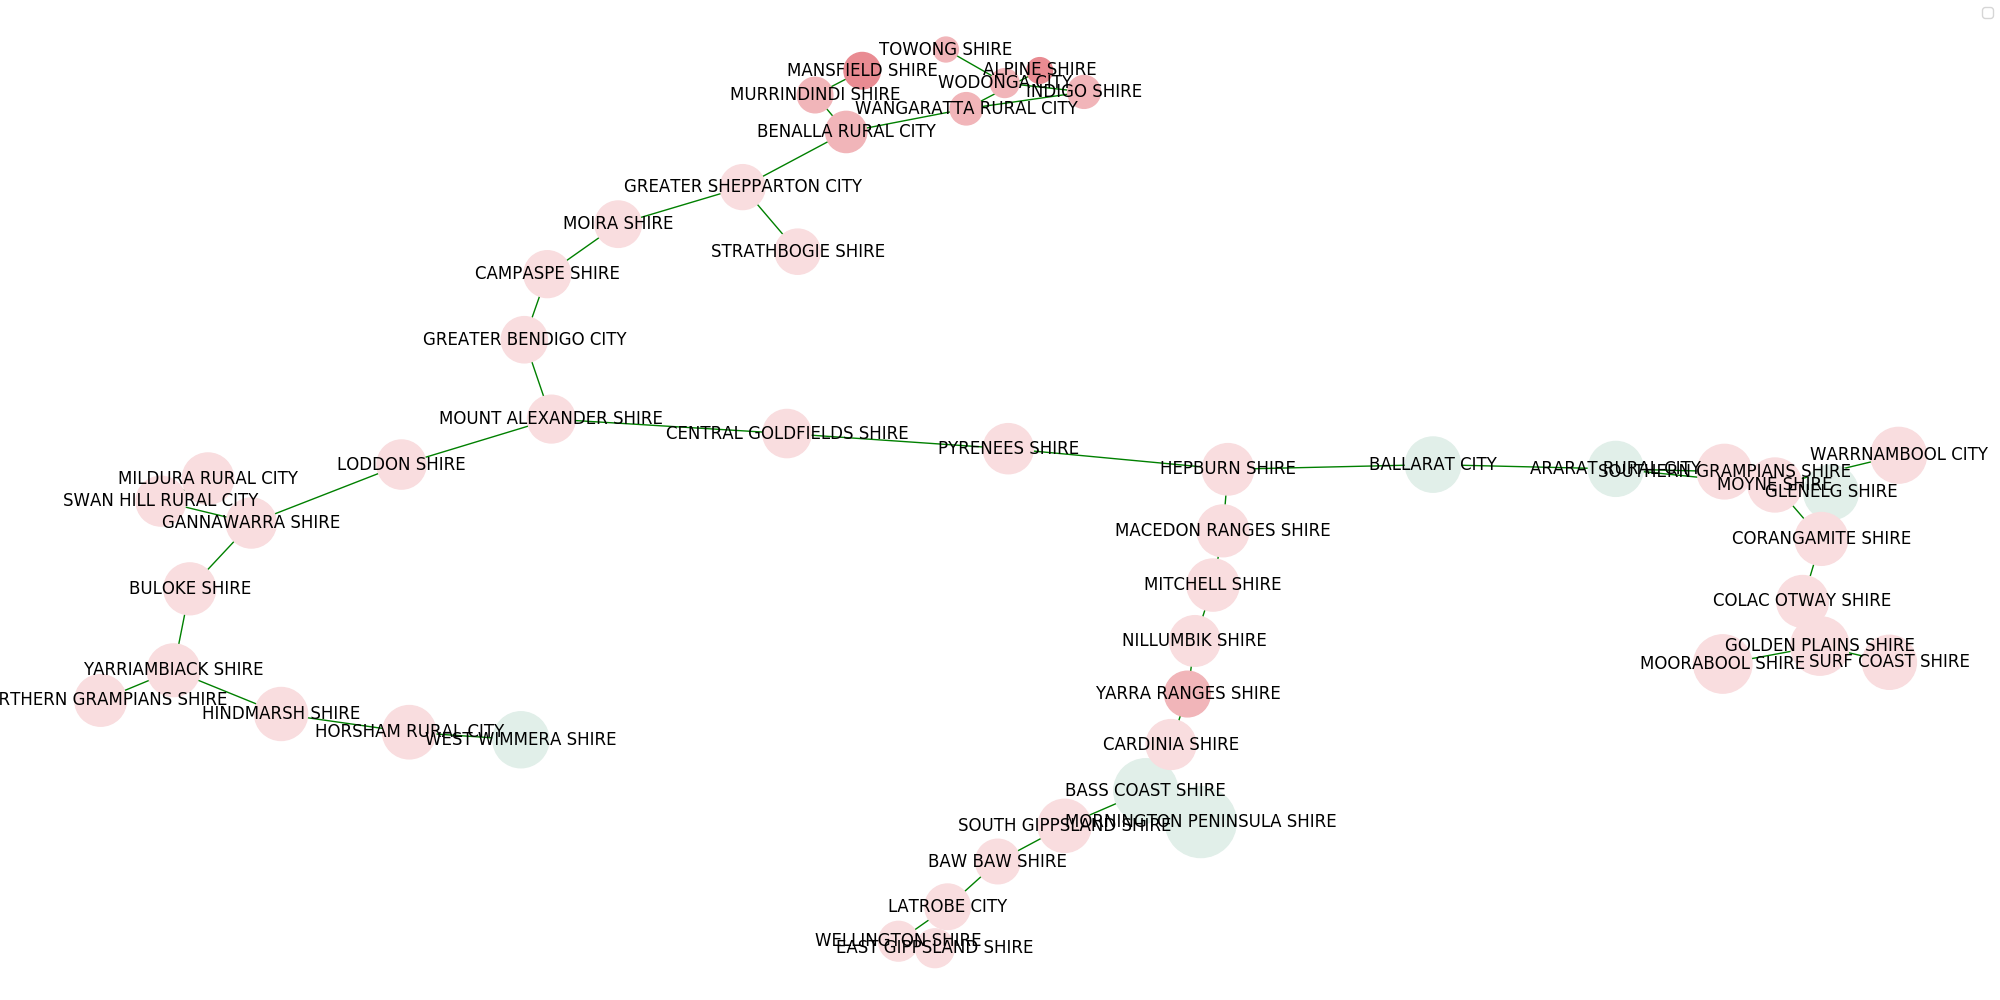 TOWONG SHIRE
MANSFIELD SHIRE
ALPINE SHIRE
WODONGA CITY
INDIGO SHIRE
MURRINDINDI SHIRE
WANGARATTA RURAL CITY
BENALLA RURAL CITY
GREATER SHEPPARTON CITY
MOIRA SHIRE
STRATHBOGIE SHIRE
CAMPASPE SHIRE
GREATER BENDIGO CITY
MOUNT ALEXANDER SHIRE
CENTRAL GOLDFIELDS SHIRE
PYRENEES SHIRE
WARRNAMBOOL CITY
LODDON SHIRE
HEPBURN SHIRE
BALLARAT CITY
ARARAT RURAL CITY
SOUTHERN GRAMPIANS SHIRE
MILDURA RURAL CITY
MOYNE SHIRE
GLENELG SHIRE
SWAN HILL RURAL CITY
GANNAWARRA SHIRE
MACEDON RANGES SHIRE
CORANGAMITE SHIRE
BULOKE SHIRE
MITCHELL SHIRE
COLAC OTWAY SHIRE
NILLUMBIK SHIRE
GOLDEN PLAINS SHIRE
MOORABOOL SHIRE
SURF COAST SHIRE
YARRIAMBIACK SHIRE
YARRA RANGES SHIRE
RTHERN GRAMPIANS SHIRE
HINDMARSH SHIRE
HORSHAM RURAL CITY
WEST WIMMERA SHIRE
CARDINIA SHIRE
BASS COAST SHIRE
SOUTH GIPPSLAND SHIRE
MORNINGTON PENINSULA SHIRE
BAW BAW SHIRE
LATROBE CITY
WELLINGTON SHIRE
EAST GIPPSLAND SHIRE